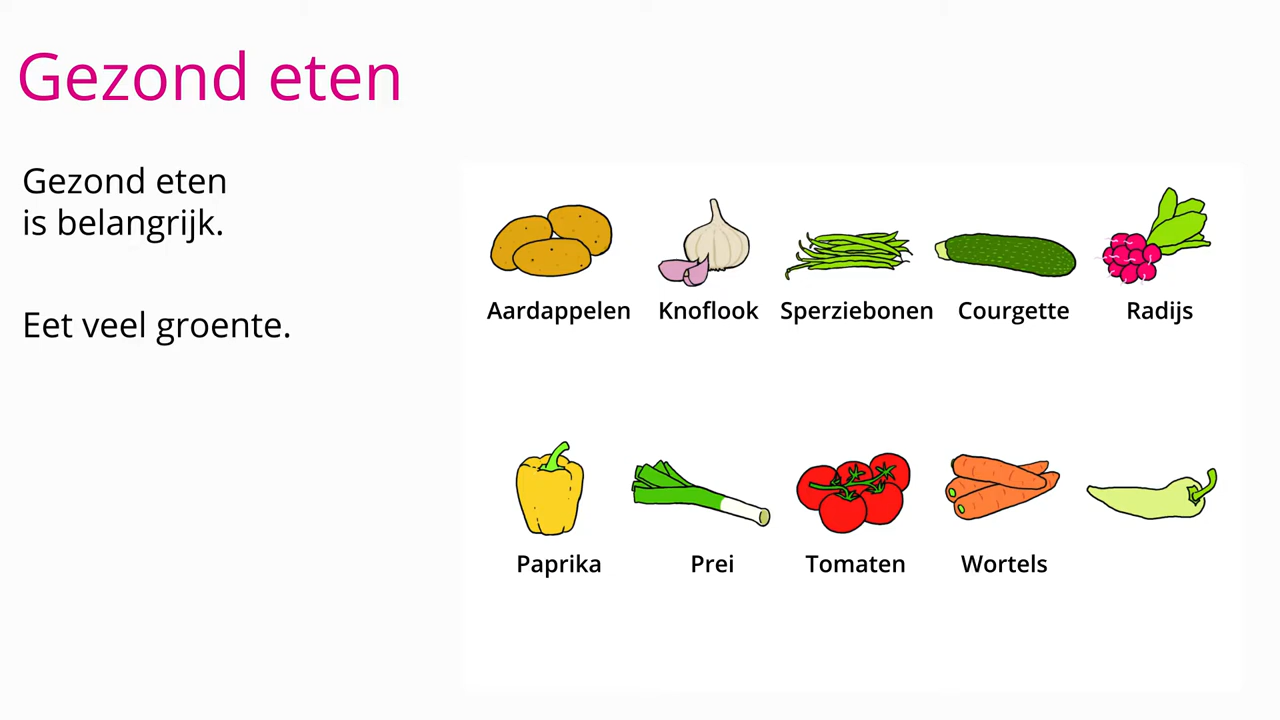 Gezond eten
Gezond eten
is belangrijk.
Eet veel groente.
Aardappelen Knoflook Sperziebonen Courgette Radijs
Paprika Prei Tomaten Wortels